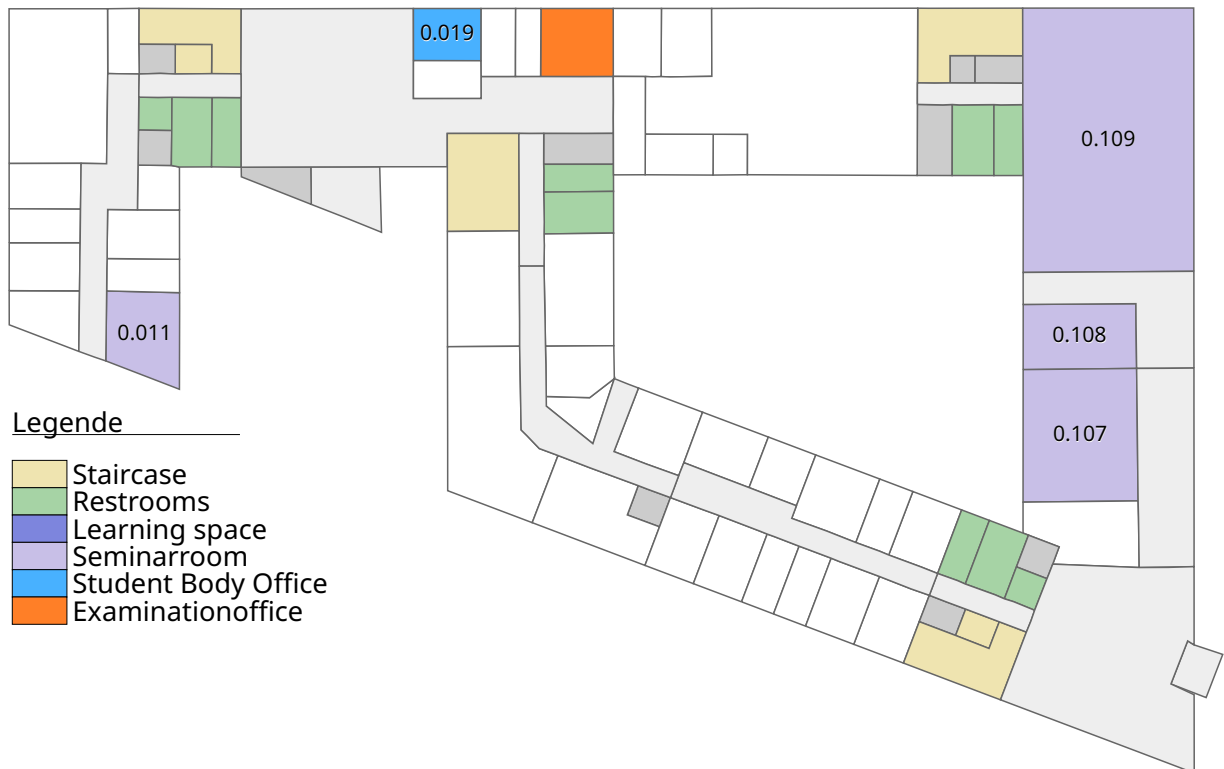 0.019
0.109
0.011
0.108
0.107
Legende
Staircase
Restrooms
Learning space
Seminarroom
Student Body Office
Examinationoffice